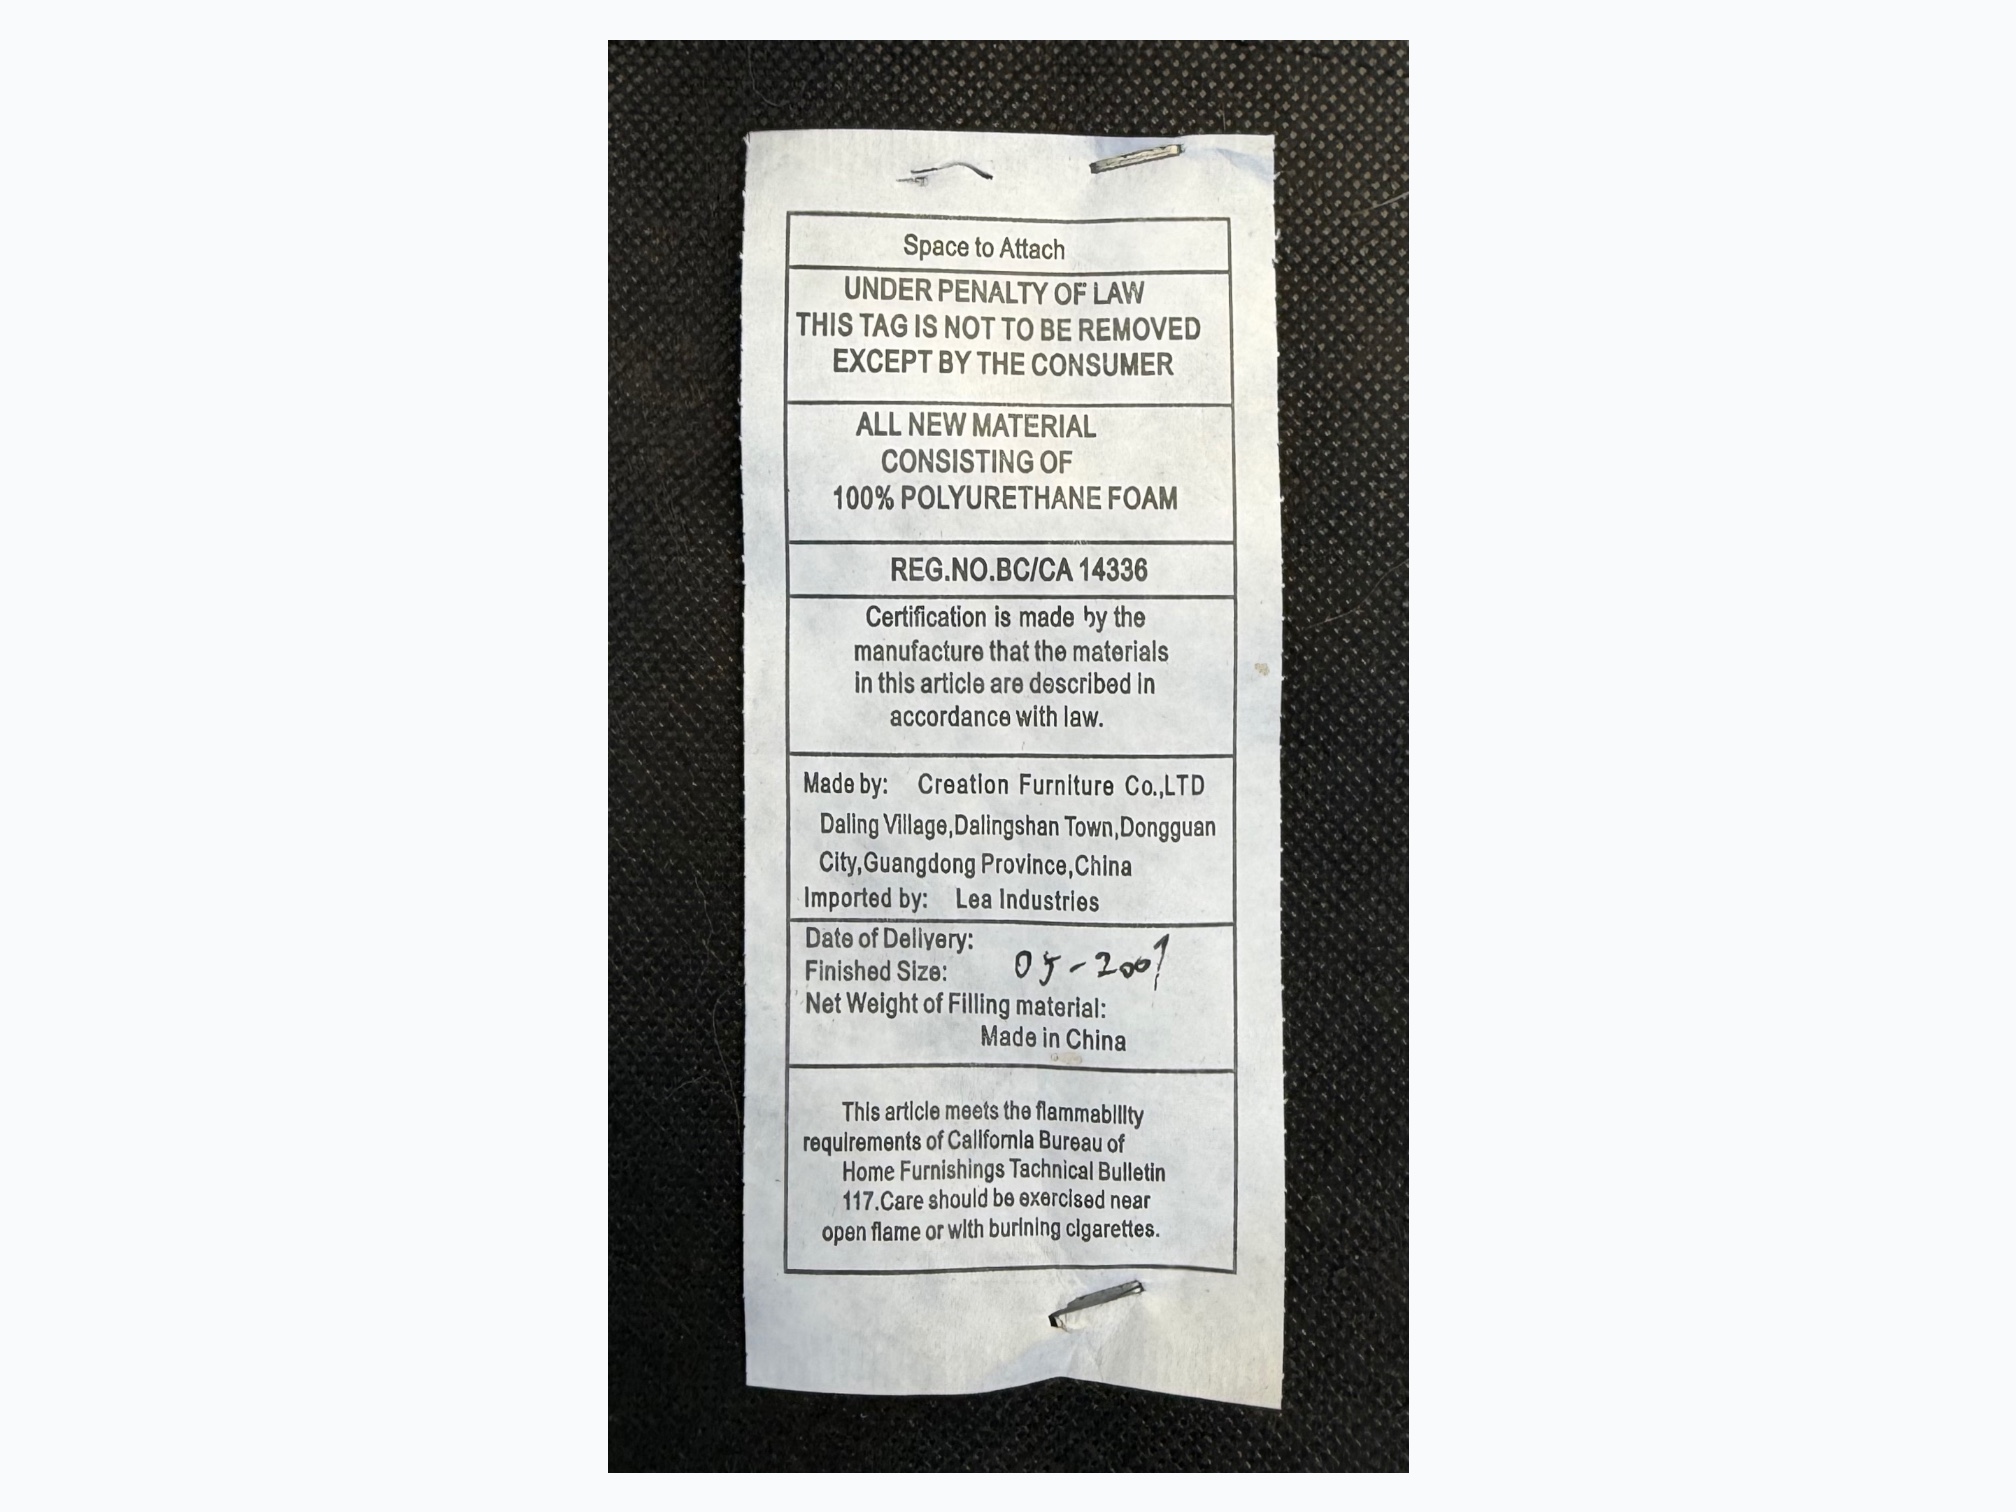 Space to Attach
UNDER PENALTY OF LAW
THIS TAG IS NOT TO BE REMOVED
EXCEPT BY THE CONSUMER
ALL NEW MATERIAL
CONSISTING OF
100% POLYURETHANE FOAM
REG.NO.BC/CA 14336
Certification is made by the
manufacture that the materials
in this article are described in
accordance with law.
Made by: Creation Furniture Co.,LTD
Daling Village,Dalingshan Town,Dongguan
City,Guangdong Province,China
Imported by: Lea Industries
Date of Delivery:
Finished Size:
Net Weight of Filling material:
Made in China
This article meets the flammability
requirements of California Bureau of
Home Furnishings Tachnical Bulletin
117.Care should be exercised near
open flame or with burining cigarettes.